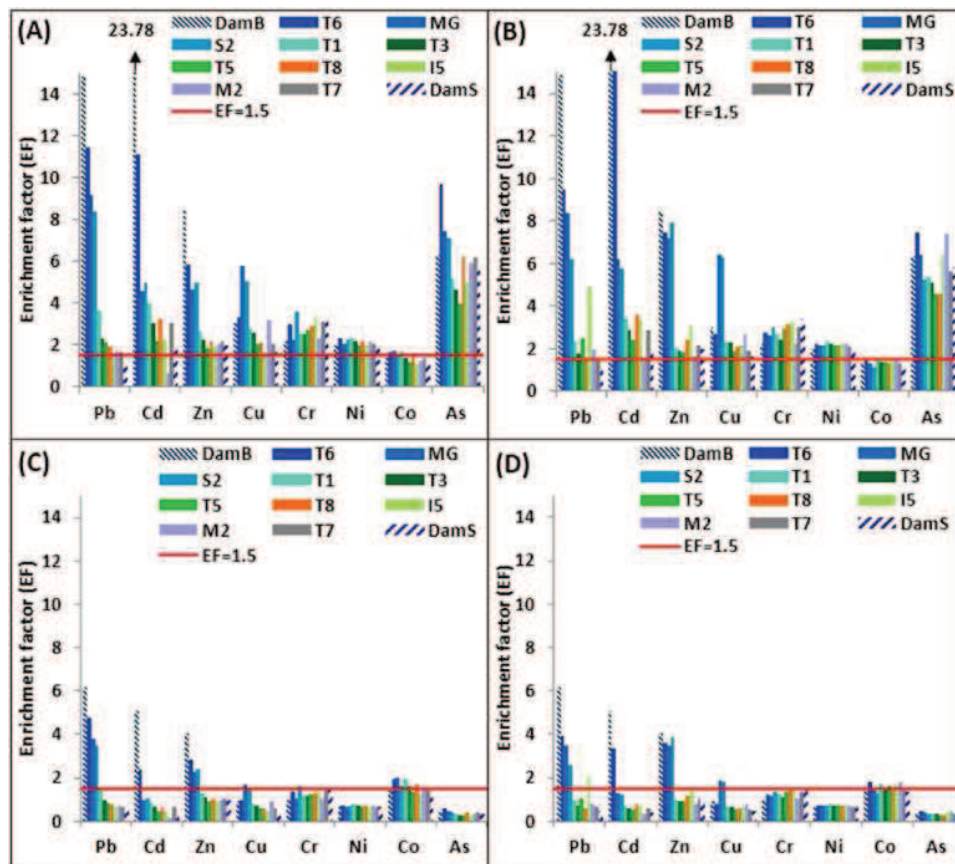 (A) 23.78
DamB T6 MG
S2 T1 T3
T5 T8 I5
M2 T7 DamS
EF=1.5
Enrichment factor (EF)
14
12
10
8
6
4
2
0
Pb Cd Zn Cu Cr Ni Co As
(B) 23.78
DamB T6 MG
S2 T1 T3
T5 T8 I5
M2 T7 DamS
EF=1.5
Enrichment factor (EF)
14
12
10
8
6
4
2
0
Pb Cd Zn Cu Cr Ni Co As
(C)
DamB T6 MG
S2 T1 T3
T5 T8 I5
M2 T7 DamS
EF=1.5
Enrichment factor (EF)
14
12
10
8
6
4
2
0
Pb Cd Zn Cu Cr Ni Co As
(D)
DamB T6 MG
S2 T1 T3
T5 T8 I5
M2 T7 DamS
EF=1.5
Enrichment factor (EF)
14
12
10
8
6
4
2
0
Pb Cd Zn Cu Cr Ni Co As